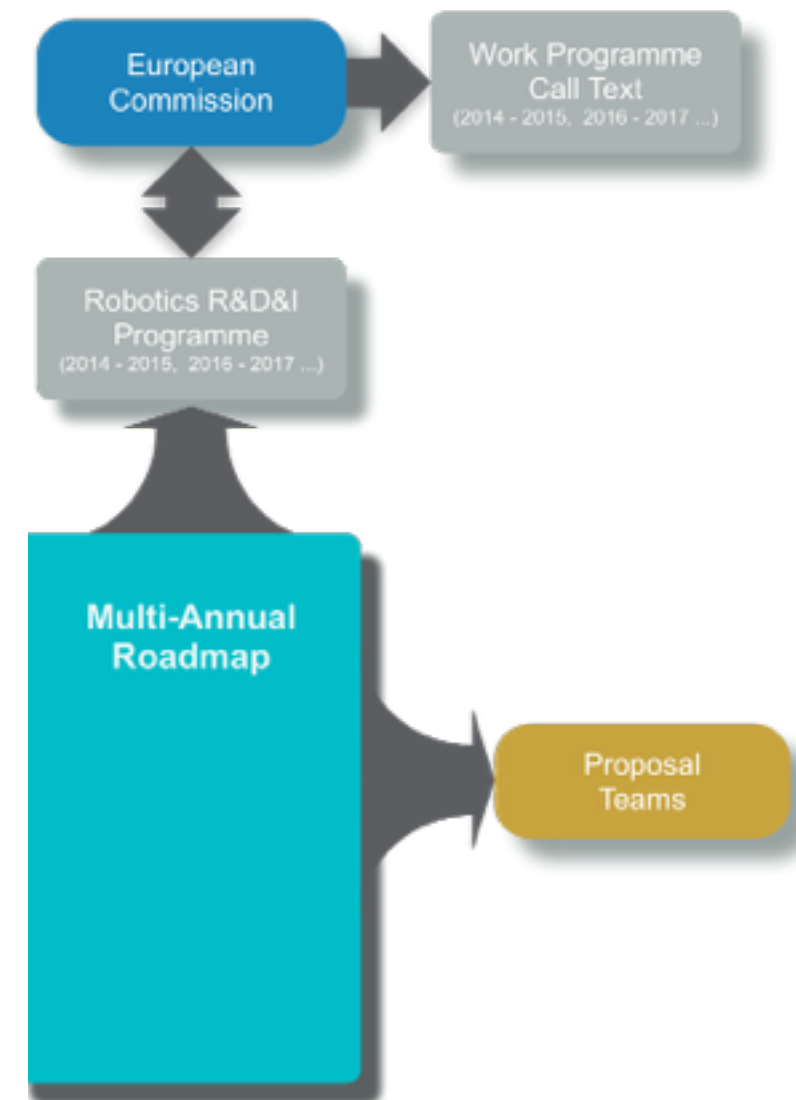 European
Commission
Work Programme
Call Text
(2014 - 2015, 2016 - 2017 ...)
Robotics R&D&I
Programme
(2014 - 2015, 2016 - 2017 ...)
Multi-Annual
Roadmap
Proposal
Teams